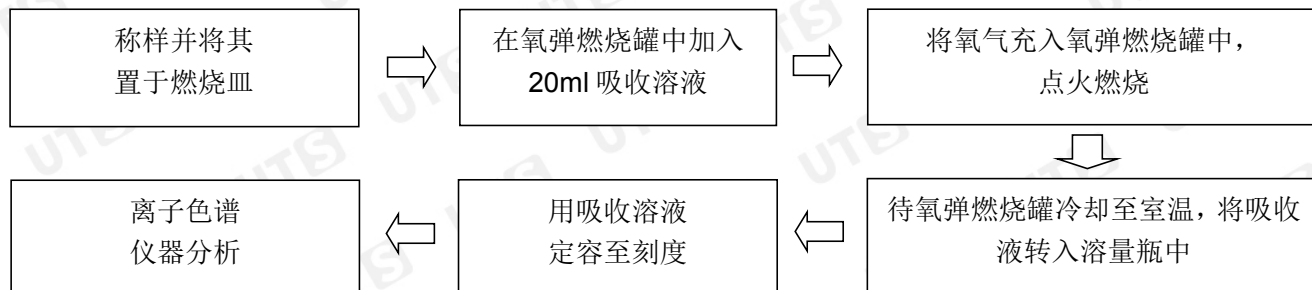 称样并将其
置于燃烧皿
在氧弹燃烧罐中加入
20ml 吸收溶液
将氧气充入氧弹燃烧罐中，
点火燃烧
待氧弹燃烧罐冷却至室温，将吸收
液转入溶量瓶中
用吸收溶液
定容至刻度
离子色谱
仪器分析